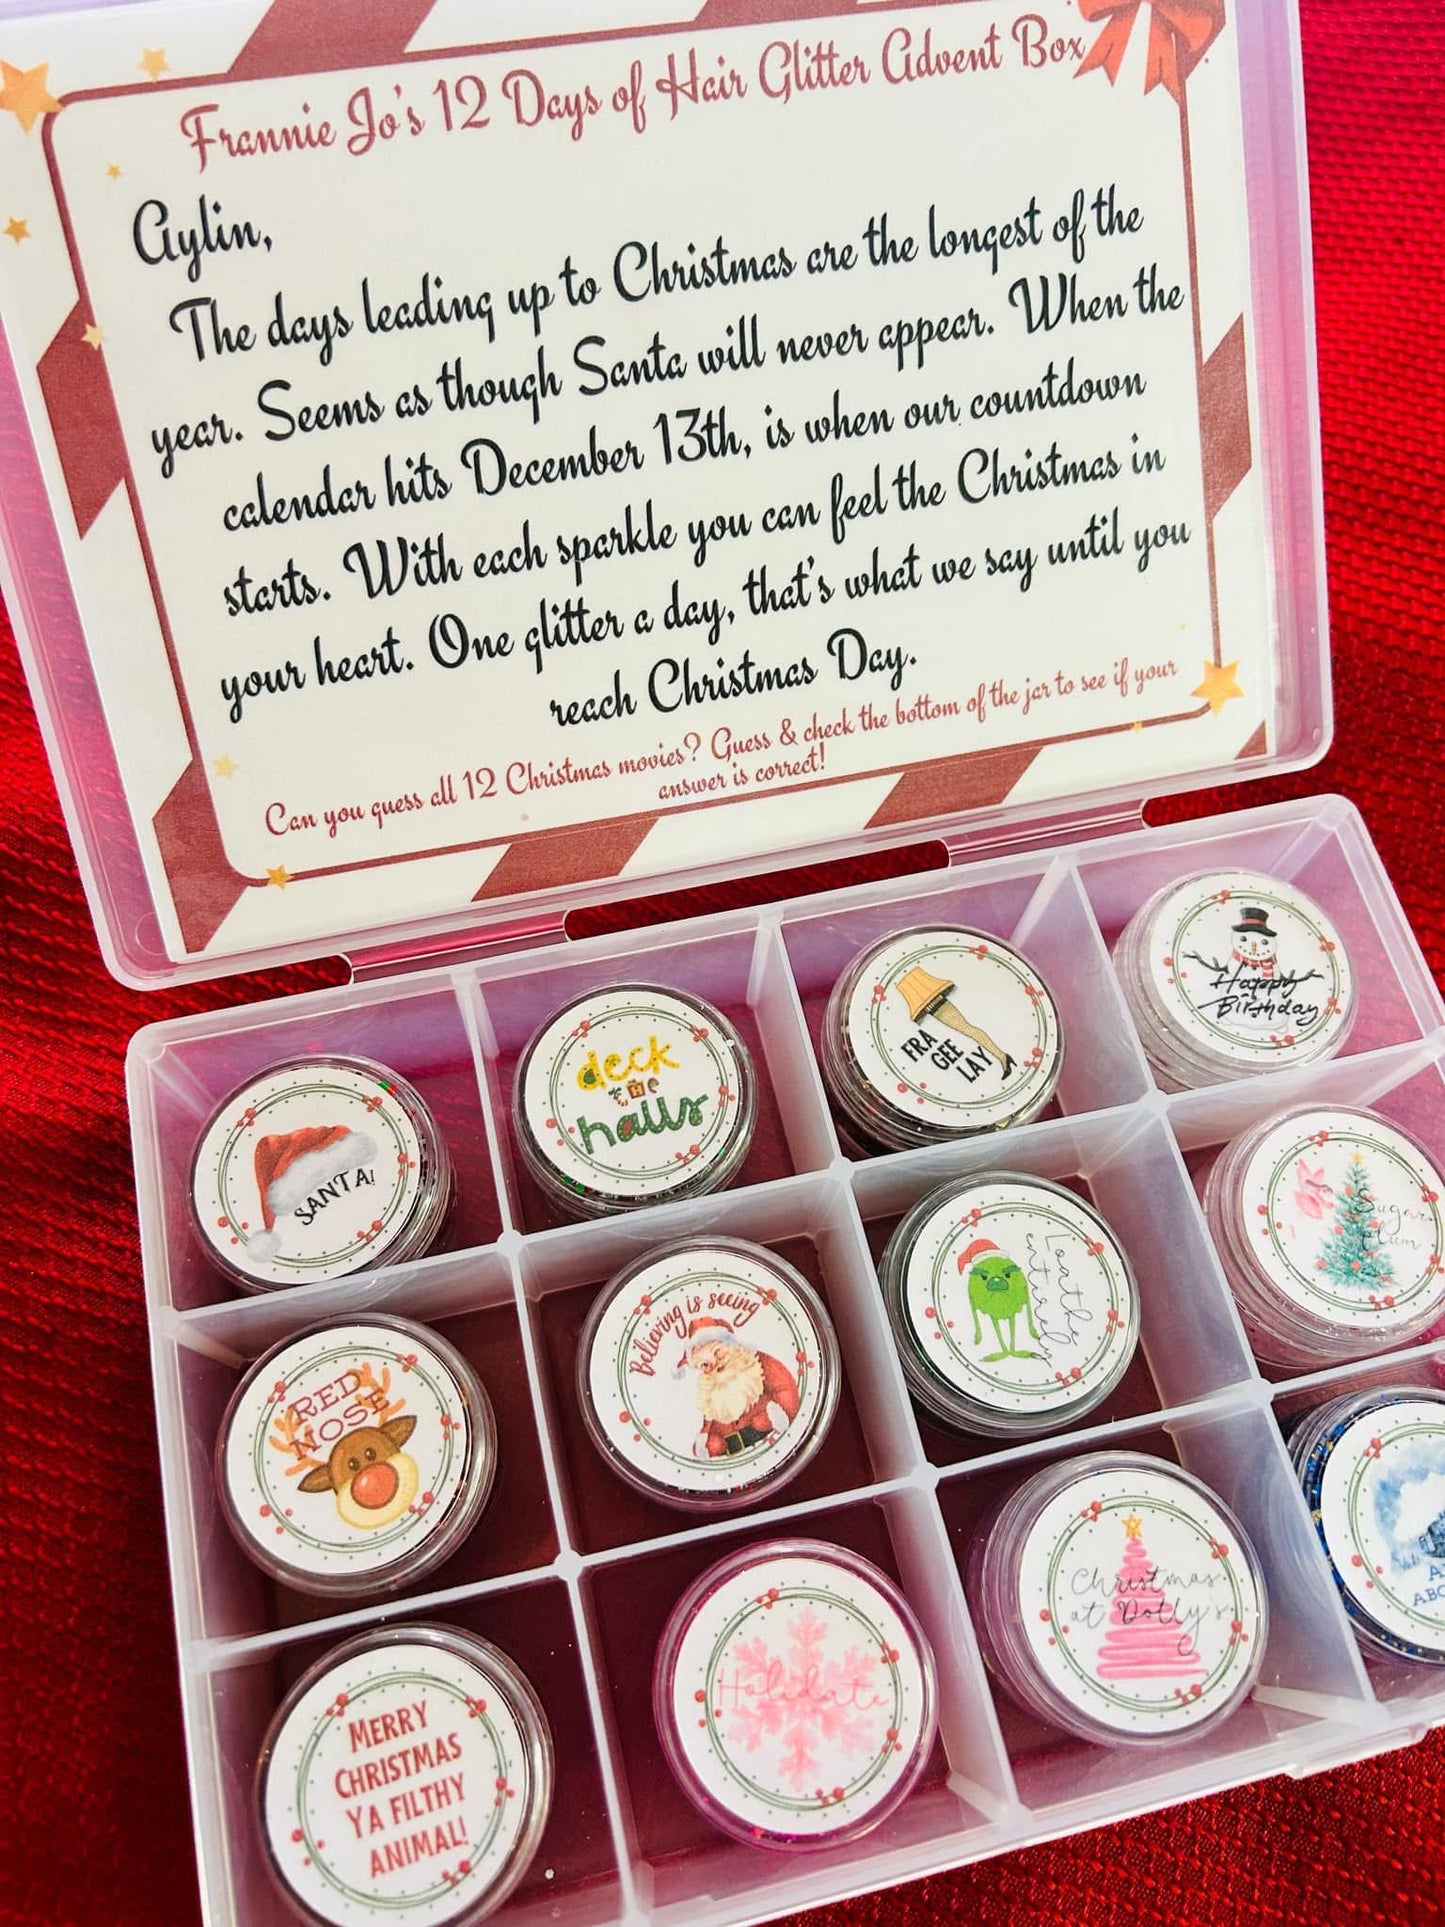 Frannie Jo's 12 Days of Hair Glitter Advent Box
Aylin,
The days leading up to Christmas are the longest of the
year. Seems as though Santa will never appear. When the
calendar hits December 13th, is when our countdown
starts. With each sparkle you can feel the Christmas in
your heart. One glitter a day, that's what we say until you
reach Christmas Day.
Can you guess all 12 Christmas movies? Guess & check the bottom of the jar to see if your
answer is correct!
SANTA!
deck
the
halls
FRA
GEE
LAY
Happy
Birthday
RED
NOSE
Believing is seeing
Loathe
entirely
Sugar
plum
MERRY
CHRISTMAS
YA FILTHY
ANIMAL!
Holidate
Christmas
at Dolly's